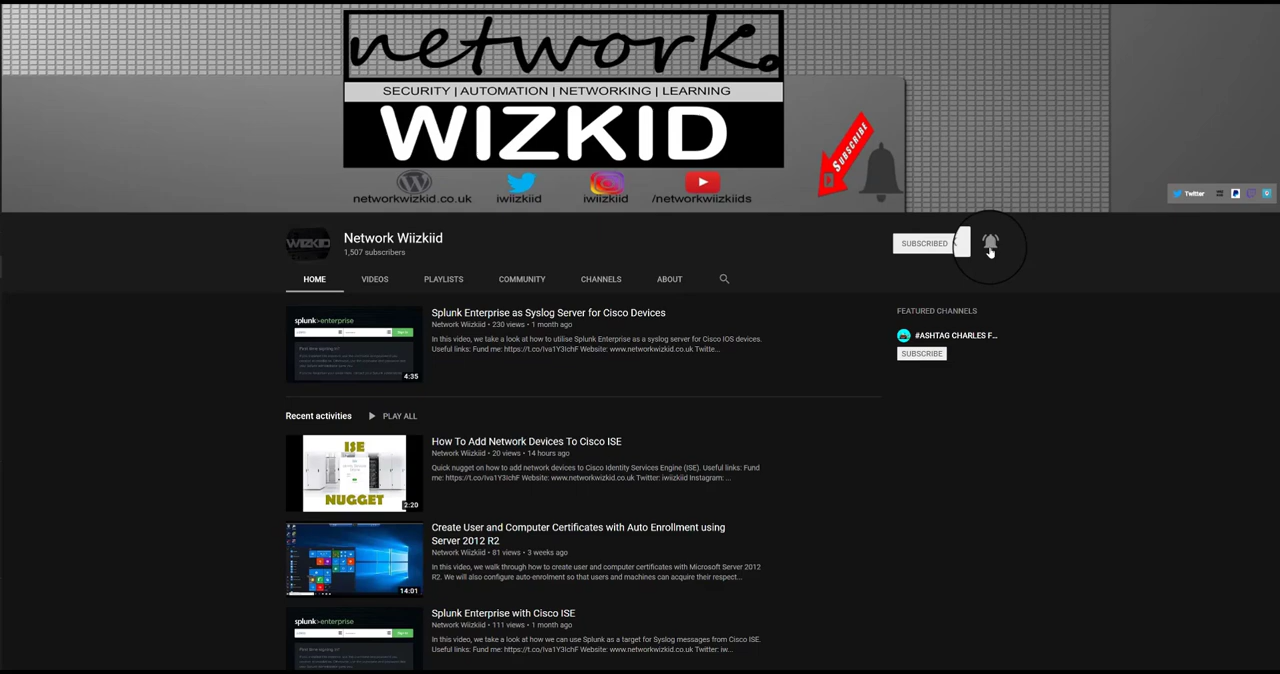 network.
SECURITY | AUTOMATION | NETWORKING | LEARNING
WIZKID
SUBSCRIBE
networkwizkid.co.uk iwiizkiid iwiizkiid /networkwiizkiids
Twitter
WIZKID
Network Wiizkiid
1,507 subscribers
SUBSCRIBED
HOME VIDEOS PLAYLISTS COMMUNITY CHANNELS ABOUT
splunk>enterprise
4:35
Splunk Enterprise as Syslog Server for Cisco Devices
Network Wiizkiid • 230 views • 1 month ago
In this video, we take a look at how to utilise Splunk Enterprise as a syslog server for Cisco IOS devices.
Useful links: Fund me: https://t.co/Iva1Y3IchF Website: www.networkwizkid.co.uk Twitte...
FEATURED CHANNELS
#ASHTAG CHARLES F...
SUBSCRIBE
Recent activities PLAY ALL
ISE
NUGGET
2:20
How To Add Network Devices To Cisco ISE
Network Wiizkiid • 20 views • 14 hours ago
Quick nugget on how to add network devices to Cisco Identity Services Engine (ISE). Useful links: Fund
me: https://t.co/Iva1Y3IchF Website: www.networkwizkid.co.uk Twitter: iwiizkiid Instagram: ...
14:01
Create User and Computer Certificates with Auto Enrollment using
Server 2012 R2
Network Wiizkiid • 81 views • 3 weeks ago
In this video, we walk through how to create user and computer certificates with Microsoft Server 2012
R2. We will also configure auto-enrolment so that users and machines can acquire their respect...
splunk>enterprise
Splunk Enterprise with Cisco ISE
Network Wiizkiid • 111 views • 1 month ago
In this video, we take a look at how we can use Splunk as a target for Syslog messages from Cisco ISE.
Useful links: Fund me: https://t.co/Iva1Y3IchF Website: www.networkwizkid.co.uk Twitter: iw...